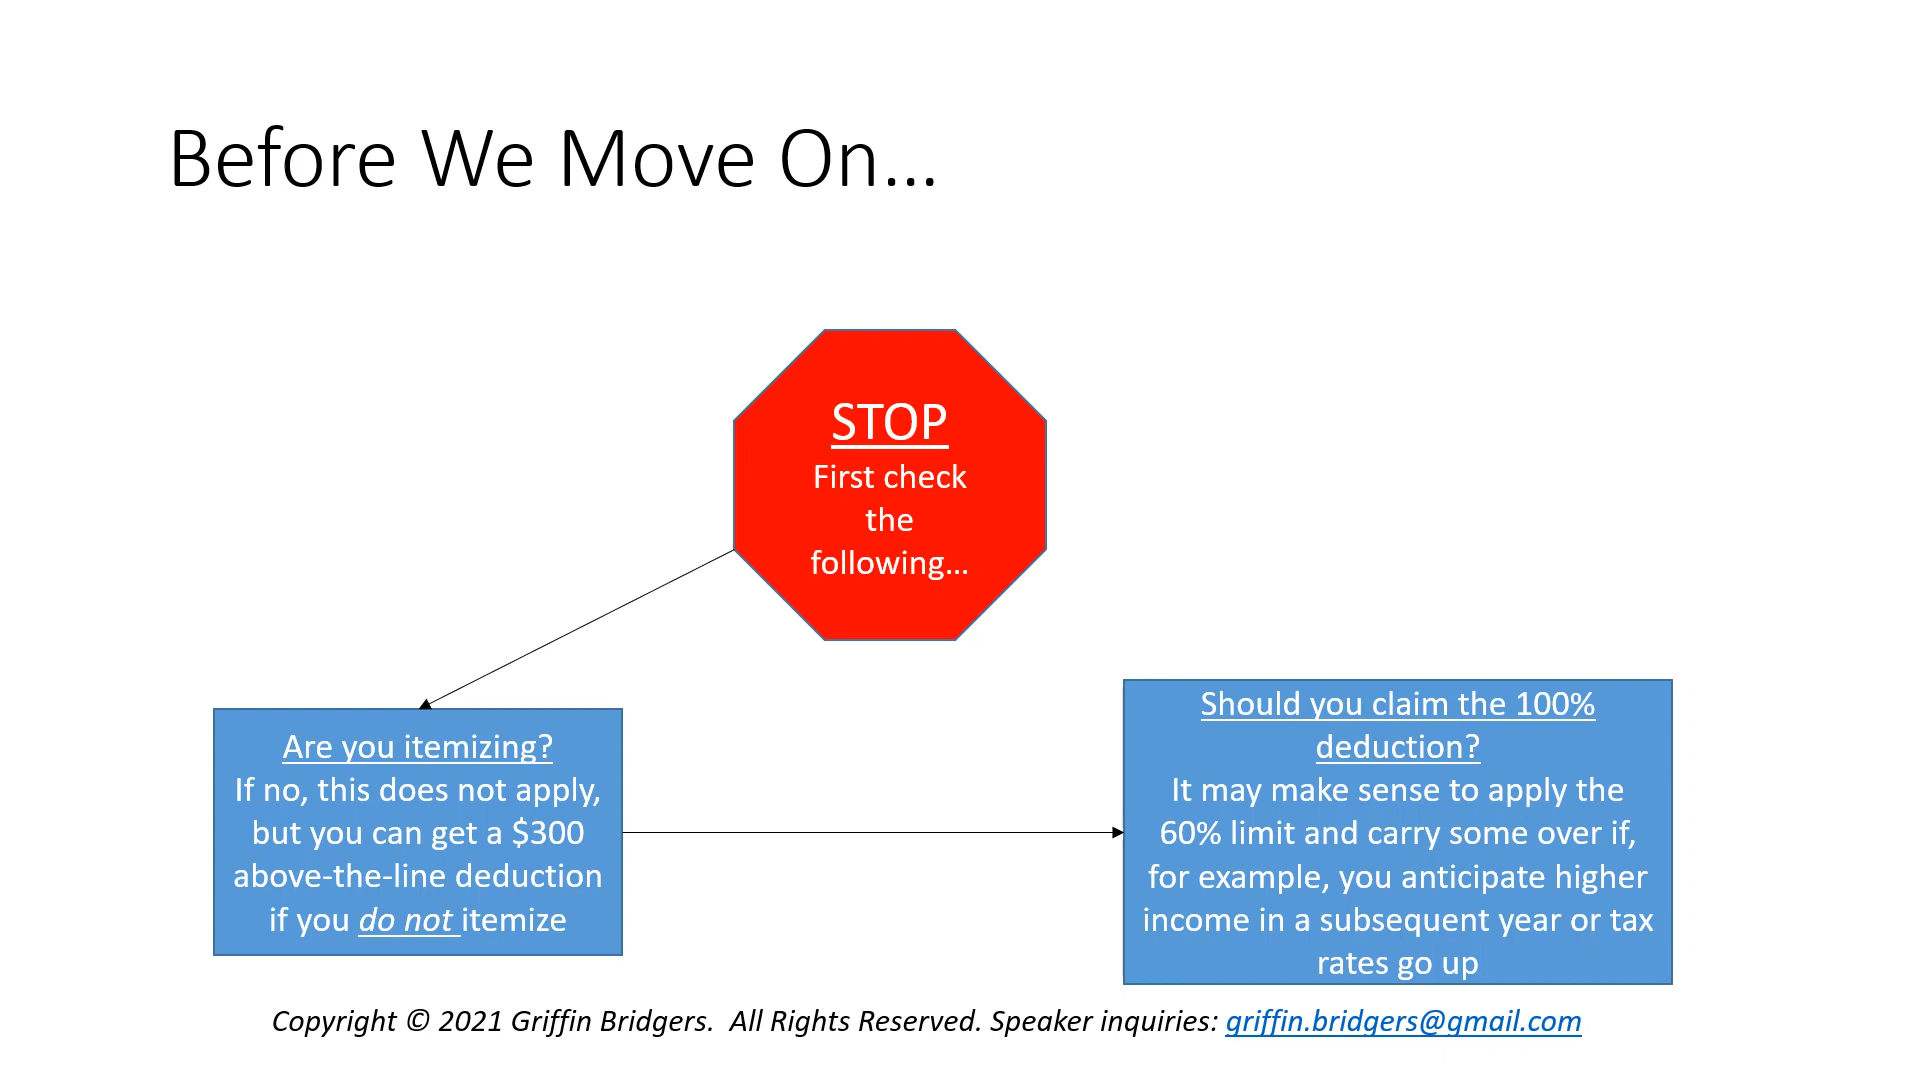 Before We Move On...
STOP
First check
the
following...
Are you itemizing?
If no, this does not apply,
but you can get a $300
above-the-line deduction
if you do not itemize
Should you claim the 100%
deduction?
It may make sense to apply the
60% limit and carry some over if,
for example, you anticipate higher
income in a subsequent year or tax
rates go up
Copyright © 2021 Griffin Bridgers.  All Rights Reserved. Speaker inquiries: griffin.bridgers@gmail.com